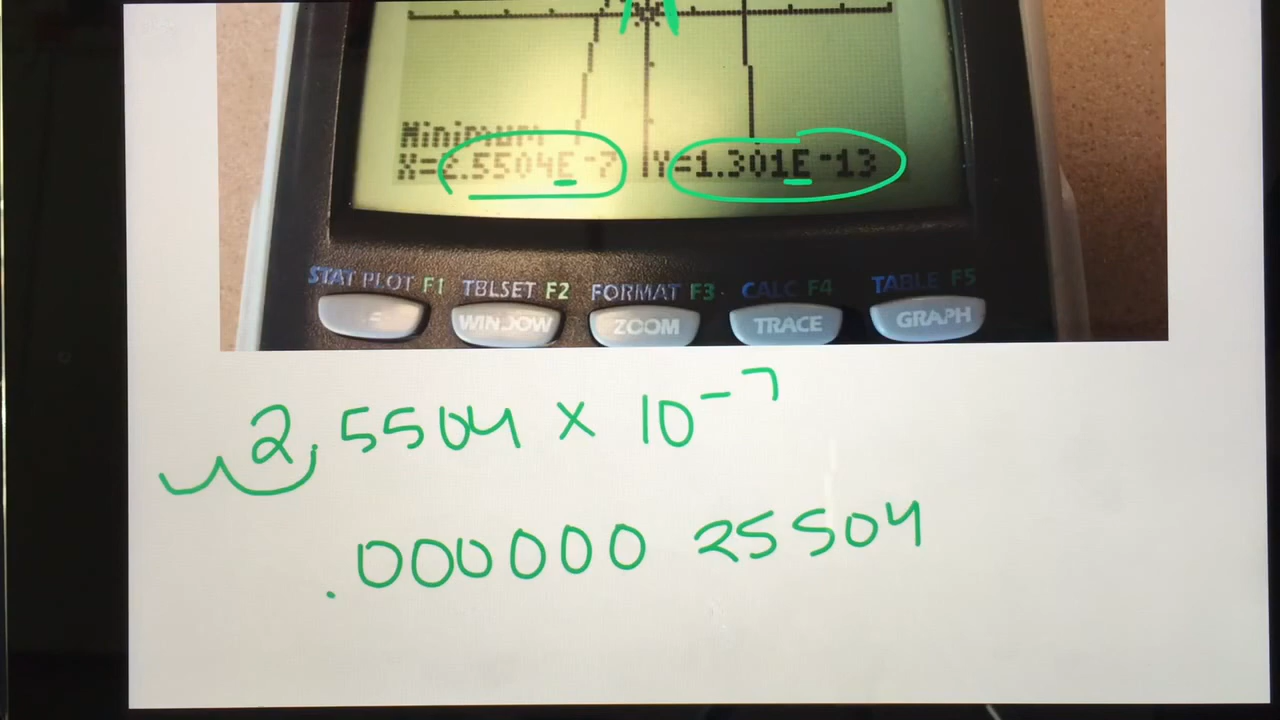 Minimum
X=2.5504E-7 Y=1.301E-13
STAT PLOT F1 TBLSET F2 FORMAT F3 CALC F4 TABLE F5
WINDOW ZOOM TRACE GRAPH
2.5504 × 10⁻⁷
.000000 25504